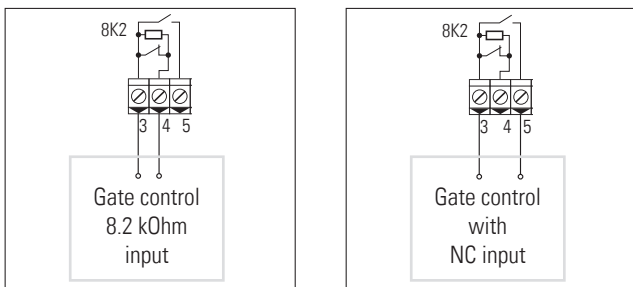 8K2
3 4 5
Gate control
8.2 kOhm
input
8K2
3 4 5
Gate control
with
NC input